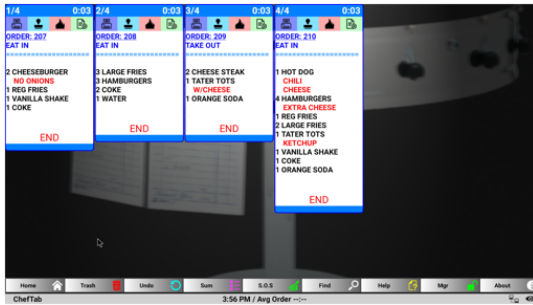 1/4 0:03
ORDER: 207
EAT IN
2 CHEESEBURGER
NO ONIONS
1 REG FRIES
1 VANILLA SHAKE
1 COKE
END
2/4 0:03
ORDER: 208
EAT IN
3 LARGE FRIES
3 HAMBURGERS
2 COKE
1 WATER
END
3/4 0:03
ORDER: 209
TAKE OUT
2 CHEESE STEAK
1 TATER TOTS
W/CHEESE
1 ORANGE SODA
END
4/4 0:03
ORDER: 210
EAT IN
1 HOT DOG
CHILI
CHEESE
4 HAMBURGERS
EXTRA CHEESE
1 REG FRIES
2 LARGE FRIES
1 TATER TOTS
KETCHUP
1 VANILLA SHAKE
1 COKE
1 ORANGE SODA
END
Home Trash Undo Sum S.O.S Find Help Mgr About
ChefTab 3:56 PM / Avg Order --:--